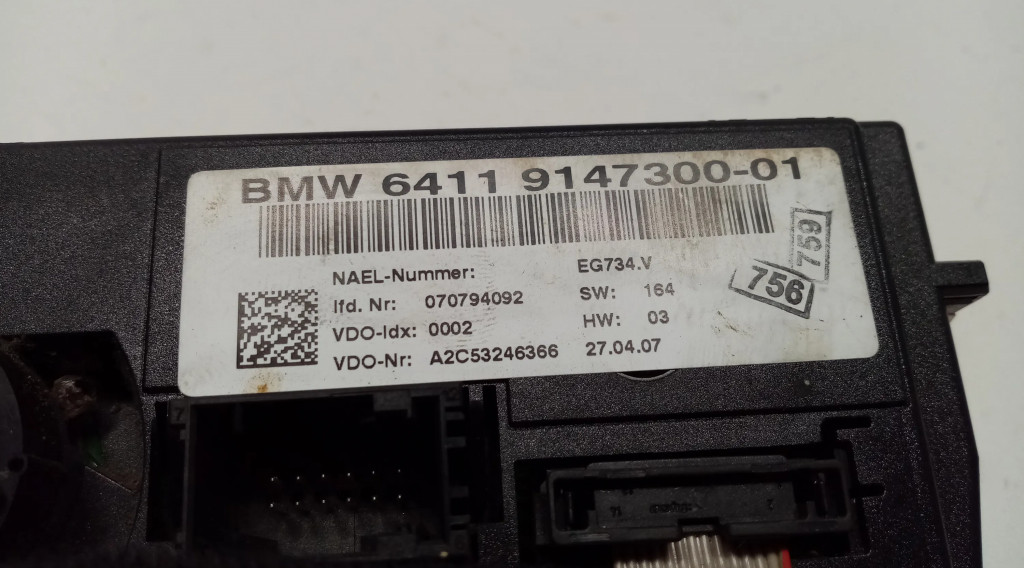 BMW 6411 9147300-01
NAEL-Nummer: EG734.V
lfd. Nr: 070794092 SW: 164
VDO-Idx: 0002 HW: 03
VDO-Nr: A2C53246366 27.04.07
759
756